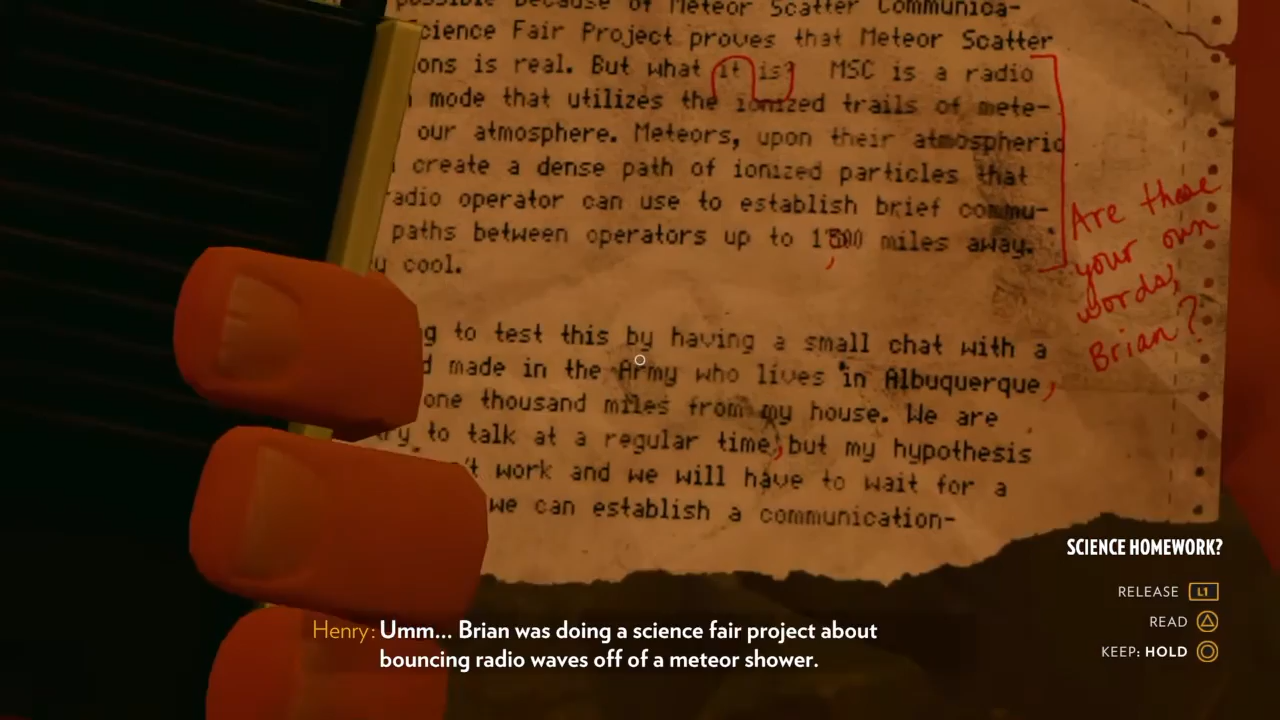 possible because of Meteor Scatter Communica-
cience Fair Project proves that Meteor Scatter
ons is real. But what it is? MSC is a radio
mode that utilizes the ionized trails of mete-
our atmosphere. Meteors, upon their atmospheric
create a dense path of ionized particles that
radio operator can use to establish brief commu-
paths between operators up to 1,500 miles away.
y cool.
Are these
your own
words,
Brian?
g to test this by having a small chat with a
d made in the Army who lives in Albuquerque,
one thousand miles from my house. We are
ry to talk at a regular time, but my hypothesis
't work and we will have to wait for a
we can establish a communication-
SCIENCE HOMEWORK?
RELEASE L1
READ
KEEP: HOLD
Henry: Umm... Brian was doing a science fair project about
bouncing radio waves off of a meteor shower.